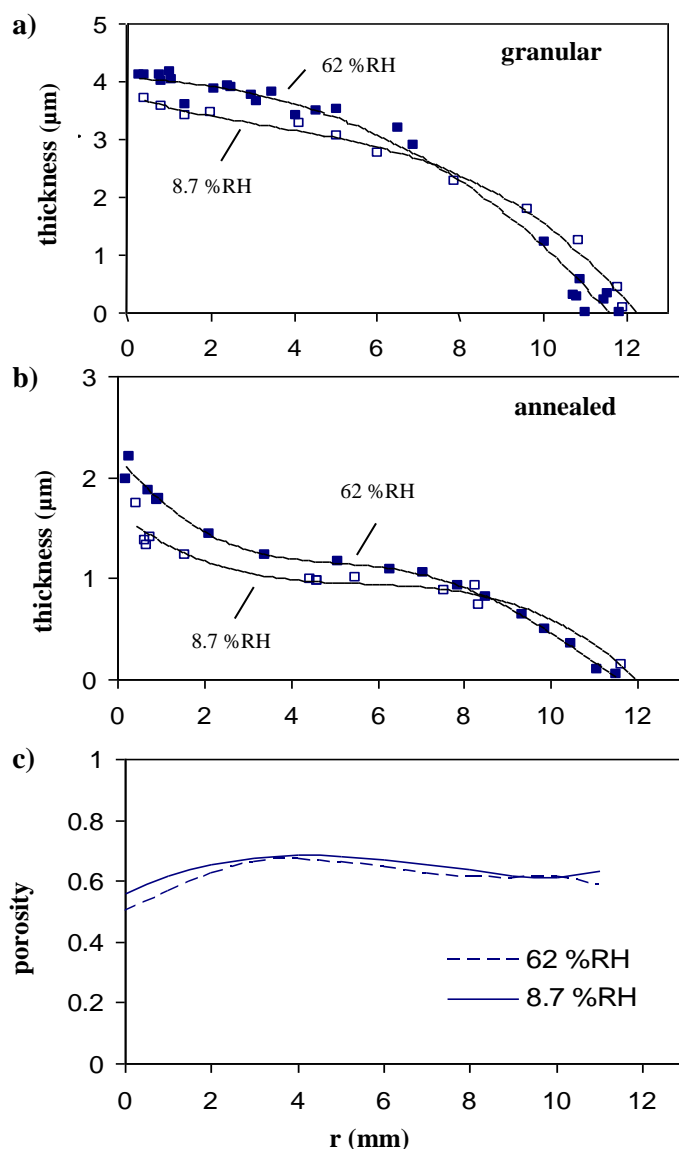 a)
granular
62 %RH
8.7 %RH
thickness (µm)
5
4
3
2
1
0
0 2 4 6 8 10 12
b)
annealed
62 %RH
8.7 %RH
thickness (µm)
3
2
1
0
0 2 4 6 8 10 12
c)
porosity
1
0.8
0.6
0.4
0.2
0
62 %RH
8.7 %RH
0 2 4 6 8 10 12
r (mm)